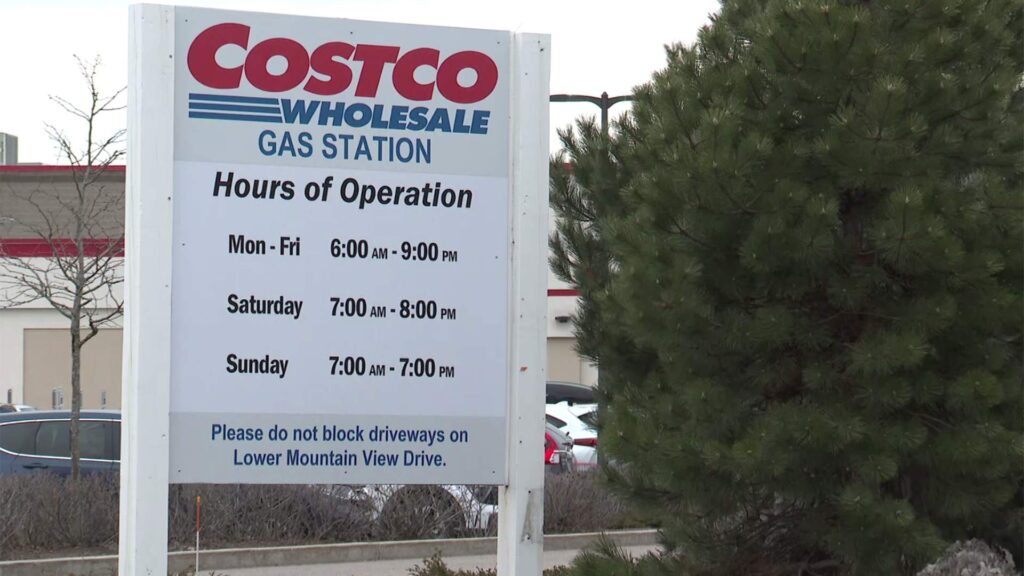 COSTCO
WHOLESALE
GAS STATION
Hours of Operation
Mon - Fri 6:00 AM - 9:00 PM
Saturday 7:00 AM - 8:00 PM
Sunday 7:00 AM - 7:00 PM
Please do not block driveways on
Lower Mountain View Drive.